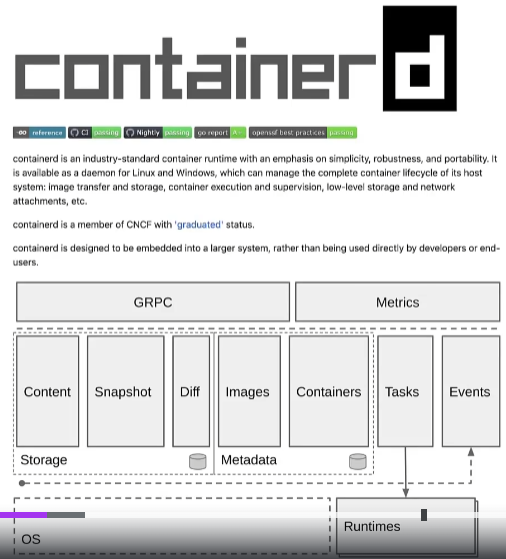 containerd
GO reference CI passing Nightly passing go report A+ openssf best practices passing
containerd is an industry-standard container runtime with an emphasis on simplicity, robustness, and portability. It
is available as a daemon for Linux and Windows, which can manage the complete container lifecycle of its host
system: image transfer and storage, container execution and supervision, low-level storage and network
attachments, etc.
containerd is a member of CNCF with 'graduated' status.
containerd is designed to be embedded into a larger system, rather than being used directly by developers or end-
users.
GRPC Metrics
Content Snapshot Diff Images Containers Tasks Events
Storage Metadata
Runtimes
OS